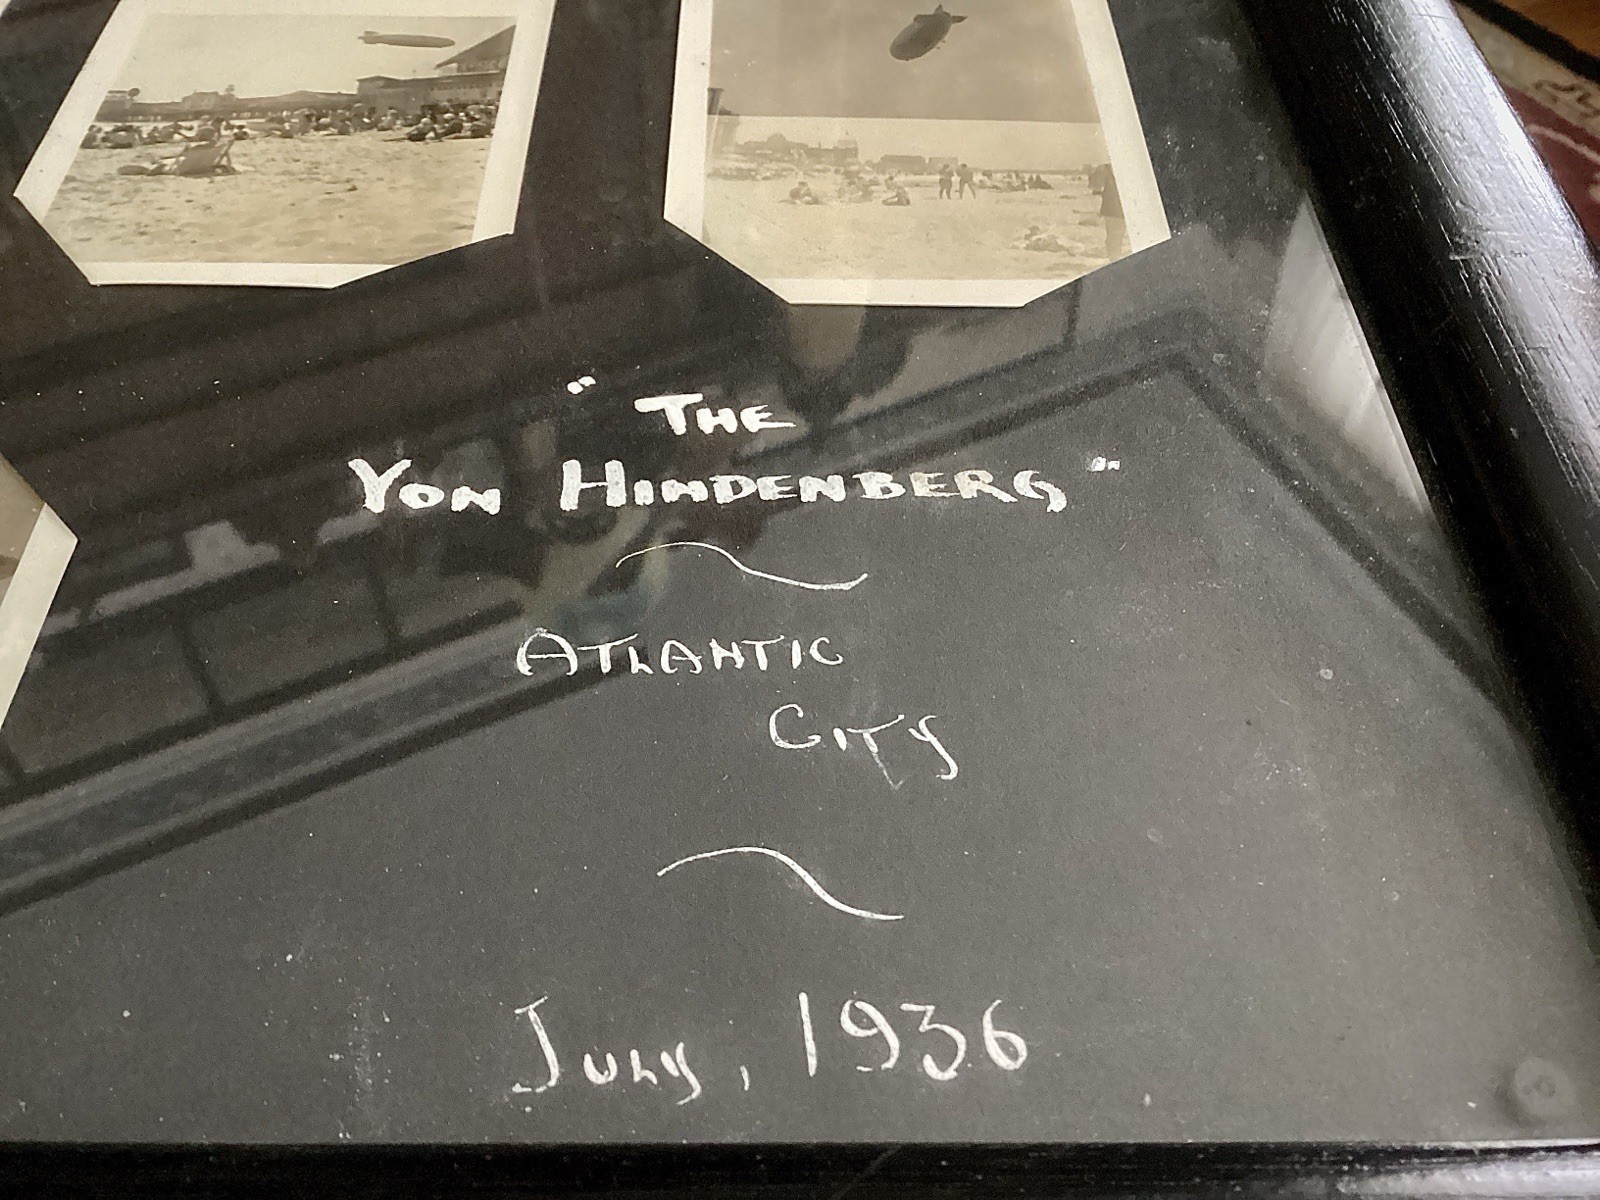 "THE
VON HINDENBERG"
ATLANTIC
CITY
JULY, 1936